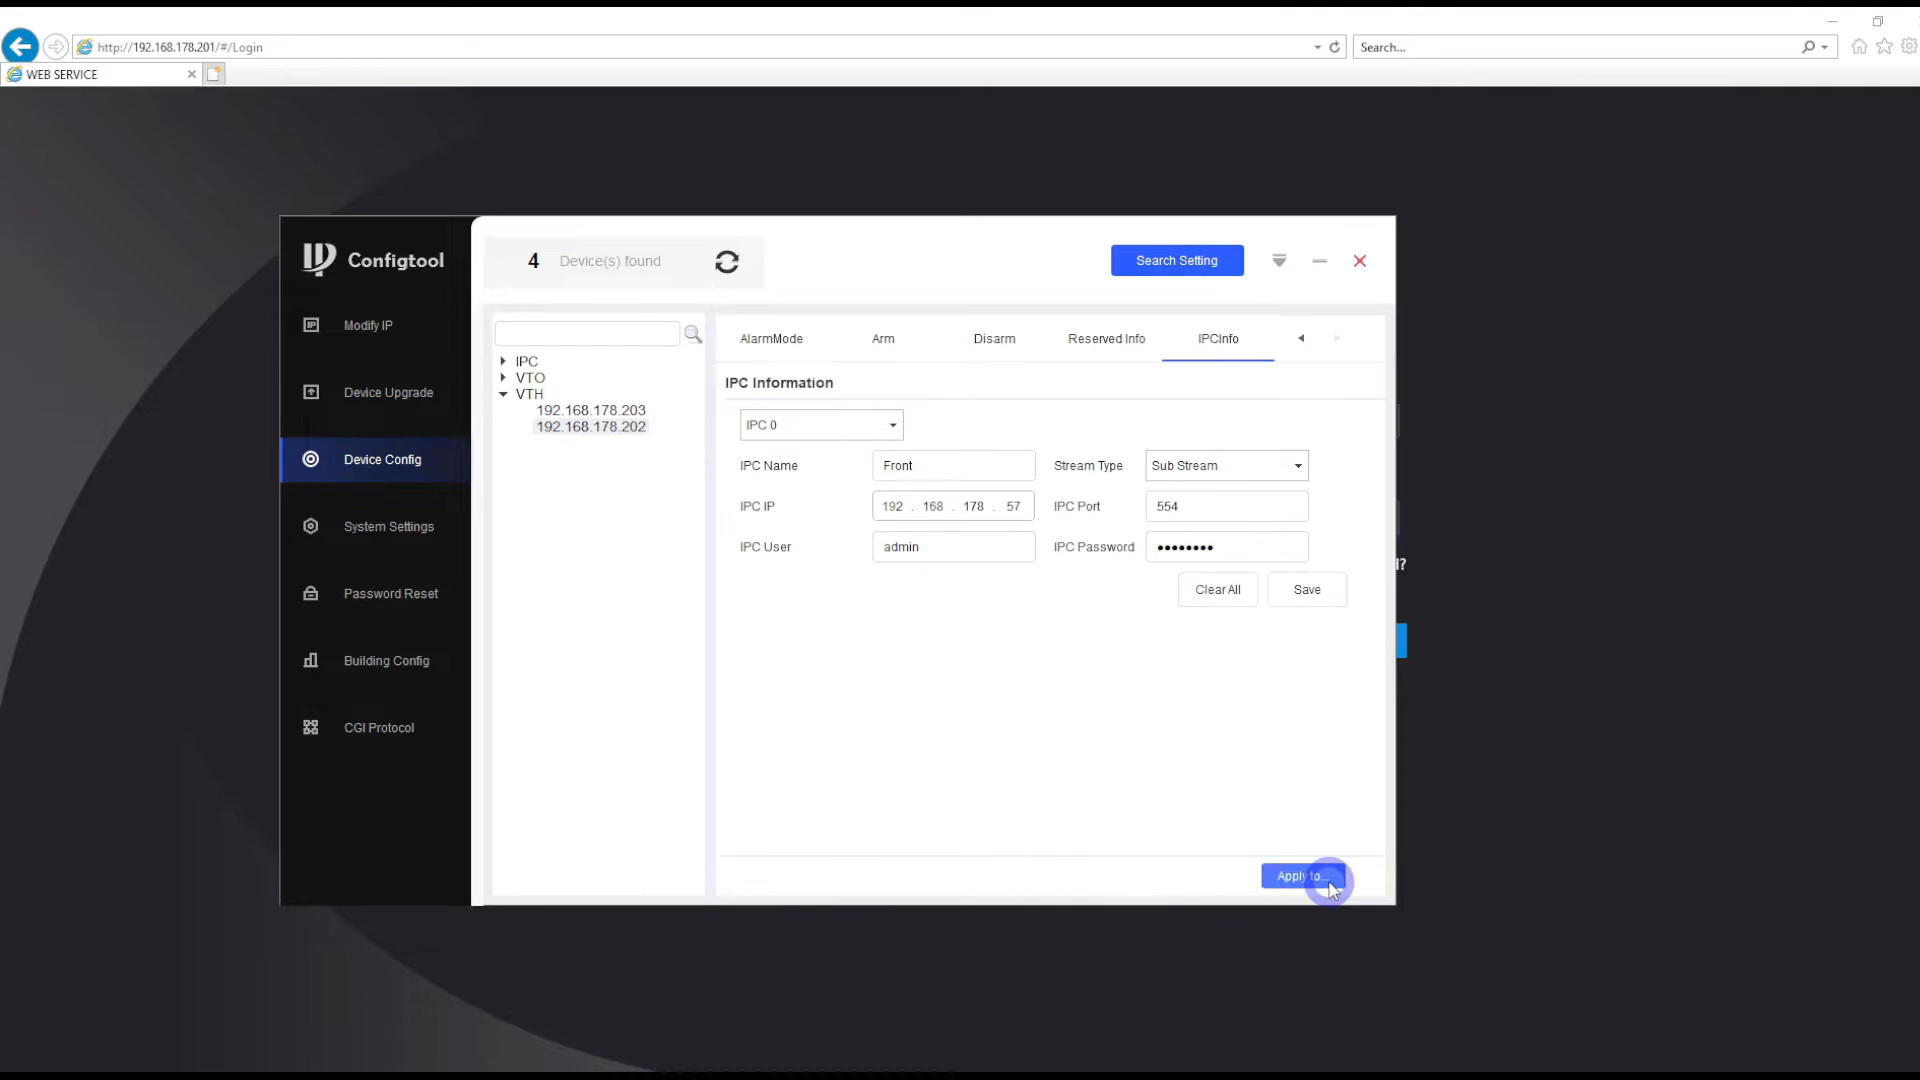 http://192.168.178.201/#/Login
Search...
WEB SERVICE
Configtool
4 Device(s) found
Search Setting
IP Modify IP
Device Upgrade
Device Config
System Settings
Password Reset
Building Config
CGI Protocol
IPC
VTO
VTH
192.168.178.203
192.168.178.202
AlarmMode Arm Disarm Reserved Info IPCInfo
IPC Information
IPC 0
IPC Name Front Stream Type Sub Stream
IPC IP 192 . 168 . 178 . 57 IPC Port 554
IPC User admin IPC Password ●●●●●●●●
Clear All Save
Apply to...
d?